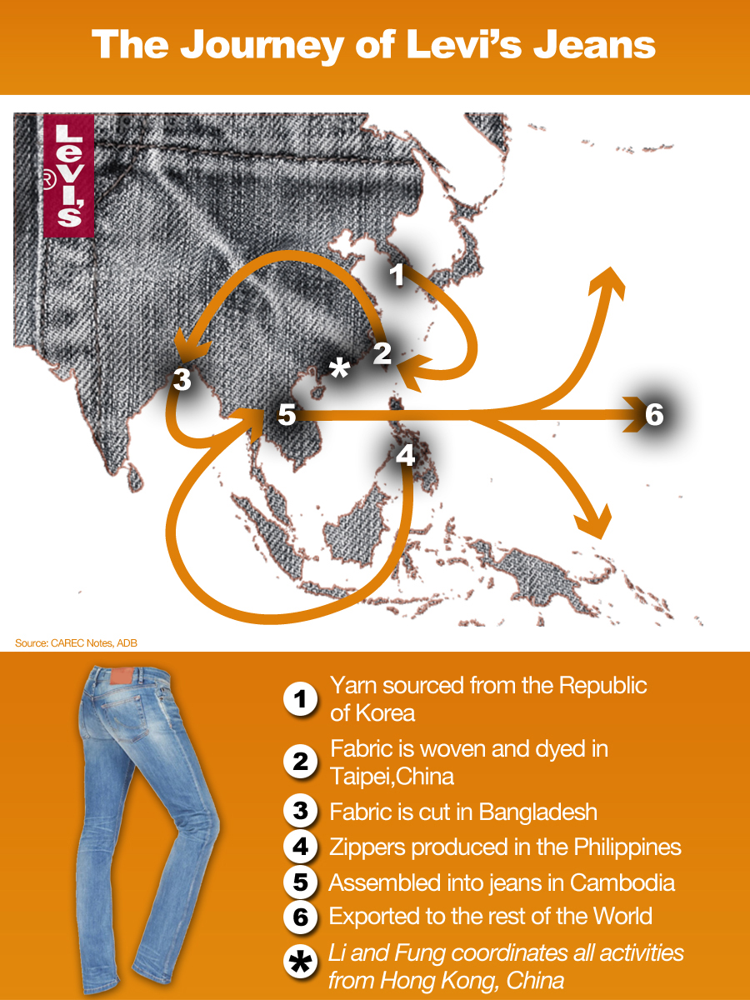 The Journey of Levi's Jeans
Levi's
®
1
2
*
3
5
6
4
Source: CAREC Notes, ADB
1 Yarn sourced from the Republic
of Korea
2 Fabric is woven and dyed in
Taipei,China
3 Fabric is cut in Bangladesh
4 Zippers produced in the Philippines
5 Assembled into jeans in Cambodia
6 Exported to the rest of the World
* Li and Fung coordinates all activities
from Hong Kong, China